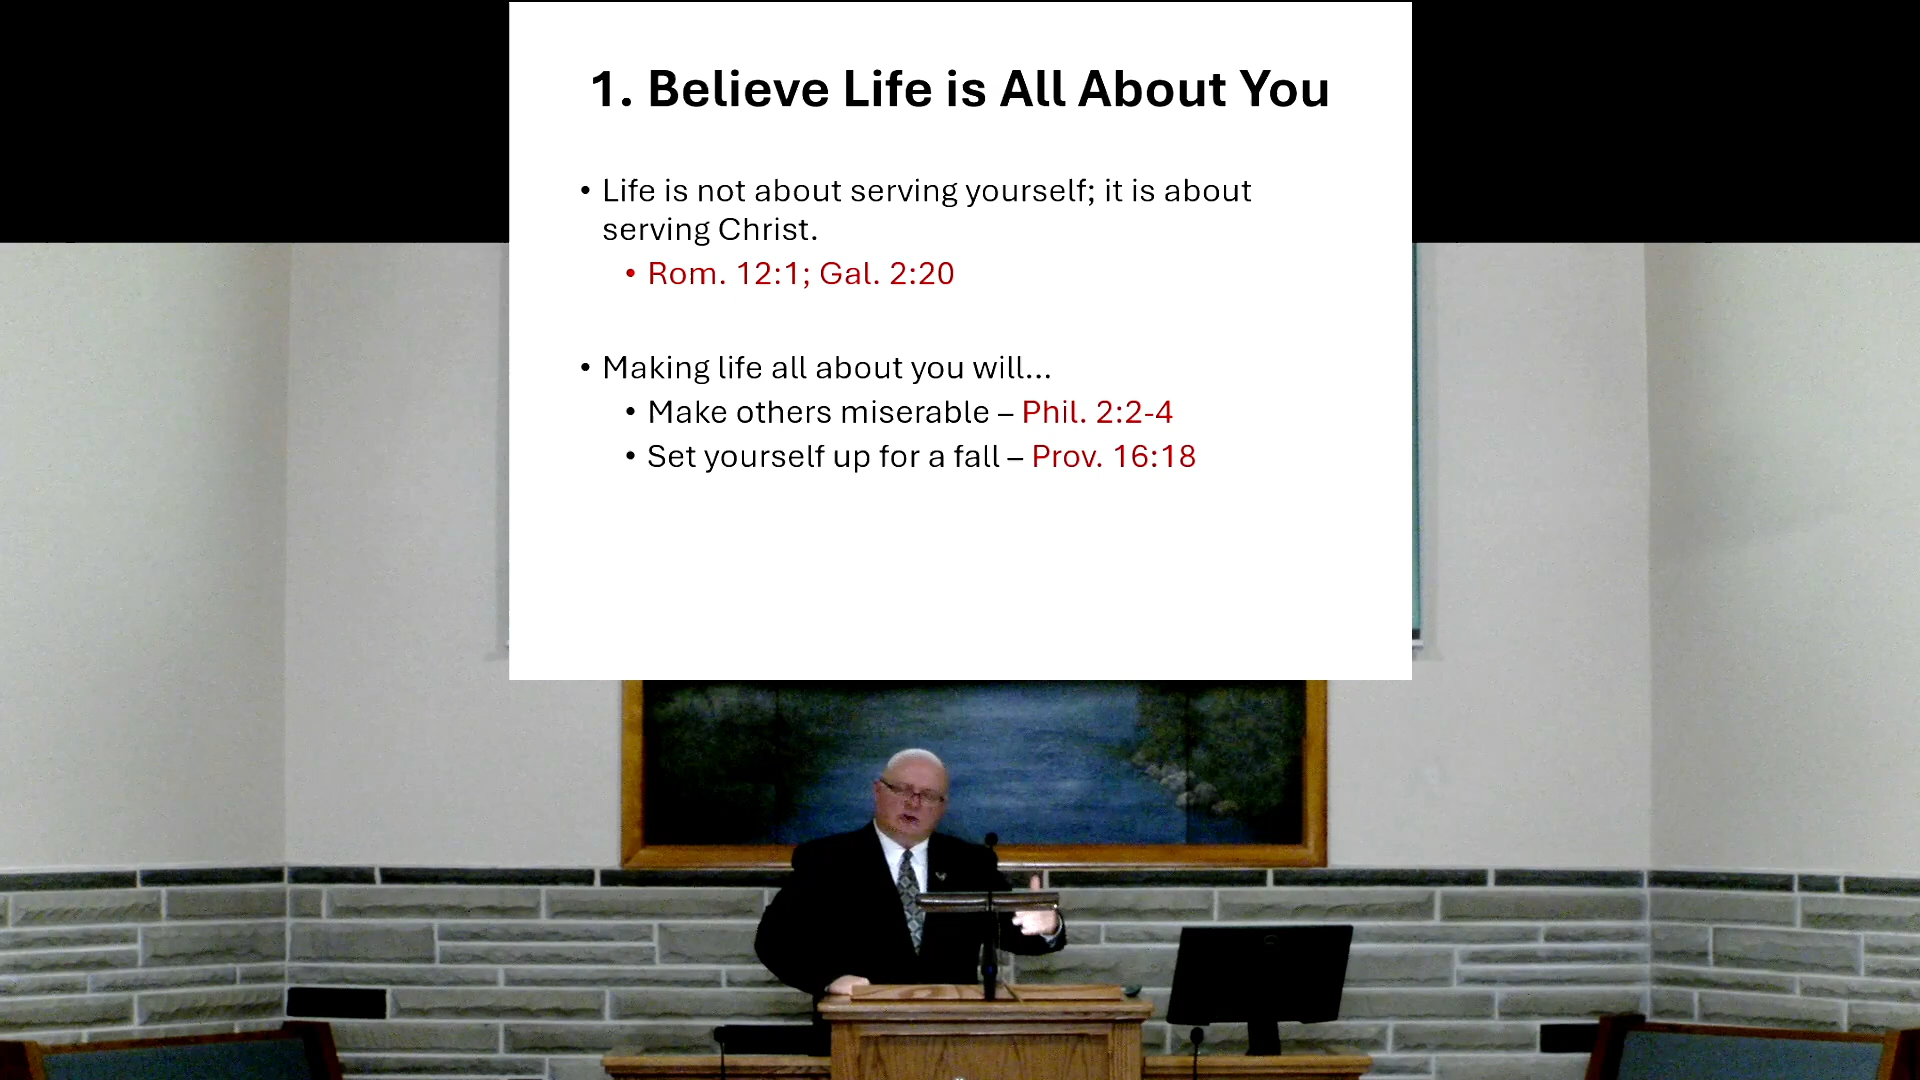 1. Believe Life is All About You
• Life is not about serving yourself; it is about
serving Christ.
• Rom. 12:1; Gal. 2:20
• Making life all about you will...
• Make others miserable – Phil. 2:2-4
• Set yourself up for a fall – Prov. 16:18